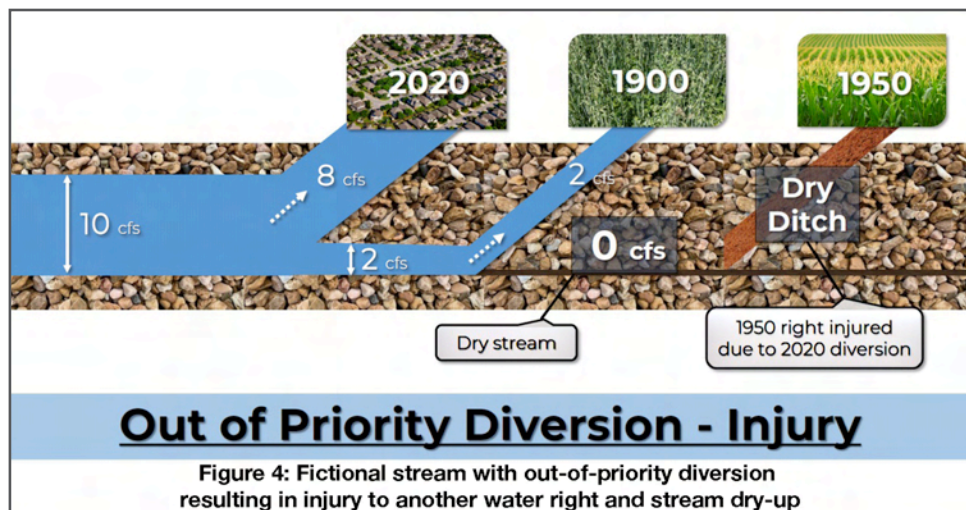 2020
1900
1950
8 cfs
2 cfs
10 cfs
Dry
Ditch
0 cfs
2 cfs
Dry stream
1950 right injured
due to 2020 diversion
Out of Priority Diversion - Injury
Figure 4: Fictional stream with out-of-priority diversion
resulting in injury to another water right and stream dry-up